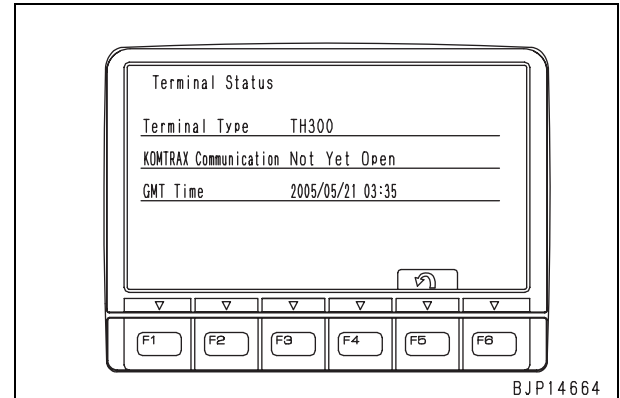 Terminal Status
Terminal Type TH300
KOMTRAX Communication Not Yet Open
GMT Time 2005/05/21 03:35
F1 F2 F3 F4 F5 F6
BJP14664